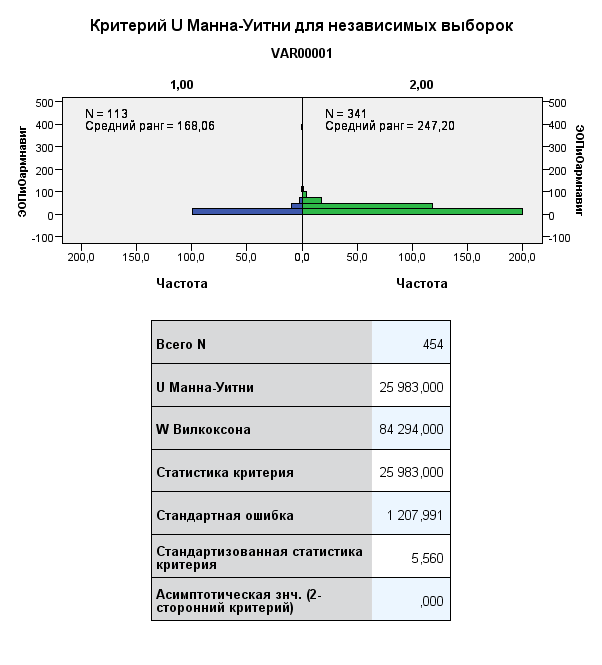 Критерий U Манна-Уитни для независимых выборок
VAR00001
1,00
2,00
N = 113
Средний ранг = 168,06
N = 341
Средний ранг = 247,20
ЭОПиОармнавиг
500
400
300
200
100
0
-100
500
400
300
200
100
0
-100
ЭОПиОармнавиг
200,0 150,0 100,0 50,0 0,0 50,0 100,0 150,0 200,0
Частота
Частота
Всего N 454
U Манна-Уитни 25 983,000
W Вилкоксона 84 294,000
Статистика критерия 25 983,000
Стандартная ошибка 1 207,991
Стандартизованная статистика
критерия 5,560
Асимптотическая знч. (2-
сторонний критерий) ,000